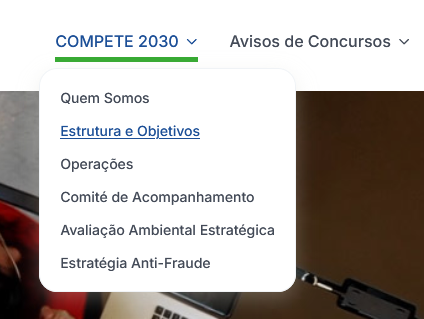 COMPETE 2030 Avisos de Concursos
Quem Somos
Estrutura e Objetivos
Operações
Comité de Acompanhamento
Avaliação Ambiental Estratégica
Estratégia Anti-Fraude